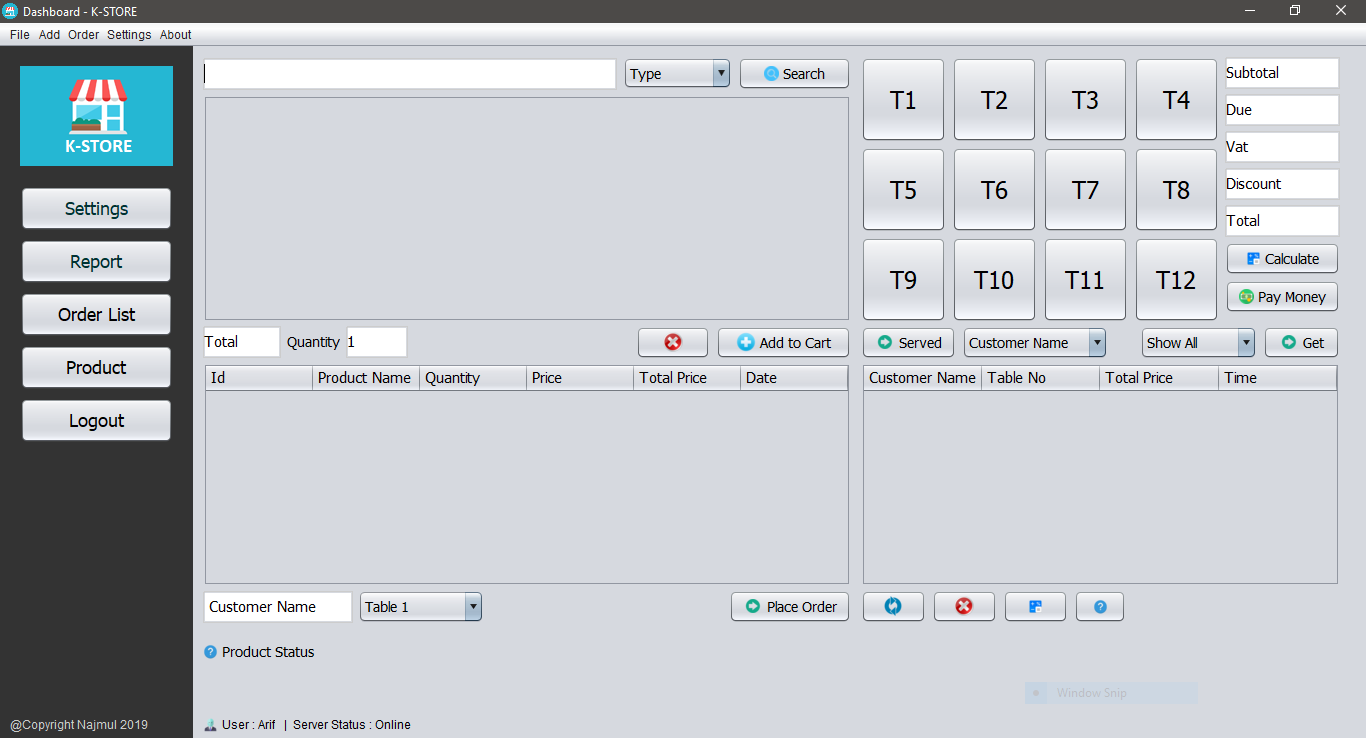 Dashboard - K-STORE
File Add Order Settings About
K-STORE
Settings
Report
Order List
Product
Logout
@Copyright Najmul 2019
Type Search
Total Quantity 1 Add to Cart
Id Product Name Quantity Price Total Price Date
Customer Name Table 1 Place Order
Product Status
User : Arif | Server Status : Online
T1 T2 T3 T4
T5 T6 T7 T8
T9 T10 T11 T12
Subtotal
Due
Vat
Discount
Total
Calculate
Pay Money
Served Customer Name Show All Get
Customer Name Table No Total Price Time
Window Snip